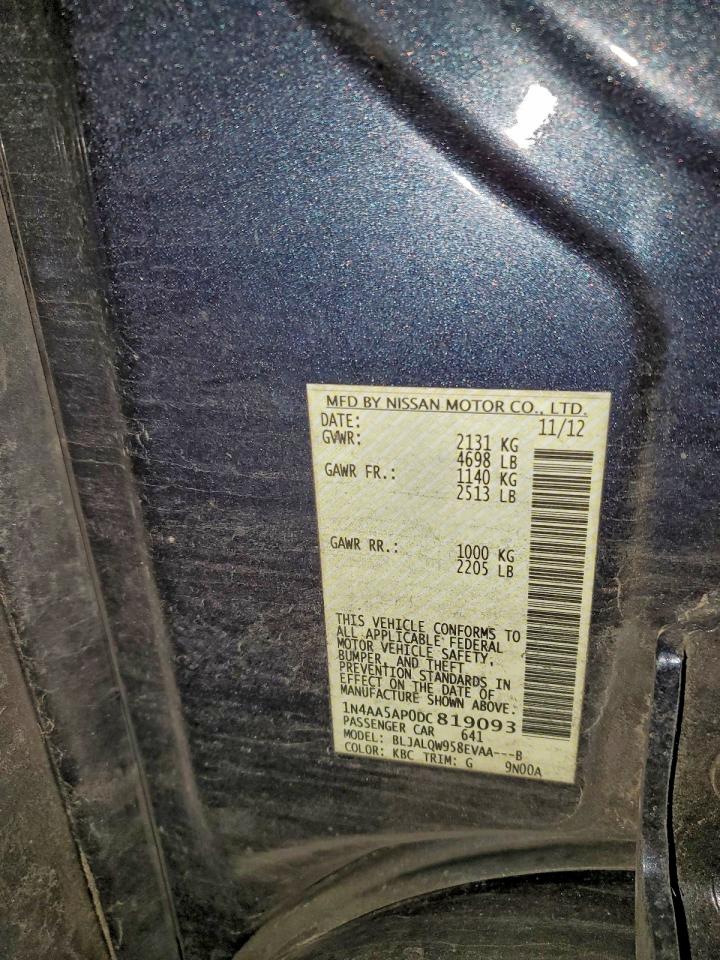 MFD BY NISSAN MOTOR CO., LTD.
DATE: 11/12
GVWR: 2131 KG
4698 LB
GAWR FR.: 1140 KG
2513 LB
GAWR RR.: 1000 KG
2205 LB
THIS VEHICLE CONFORMS TO
ALL APPLICABLE FEDERAL
MOTOR VEHICLE SAFETY,
BUMPER, AND THEFT
PREVENTION STANDARDS IN
EFFECT ON THE DATE OF
MANUFACTURE SHOWN ABOVE.
1N4AA5AP0DC819093
PASSENGER CAR 641
MODEL: BLJALQW958EVAA---B
COLOR: KBC TRIM: G 9N00A